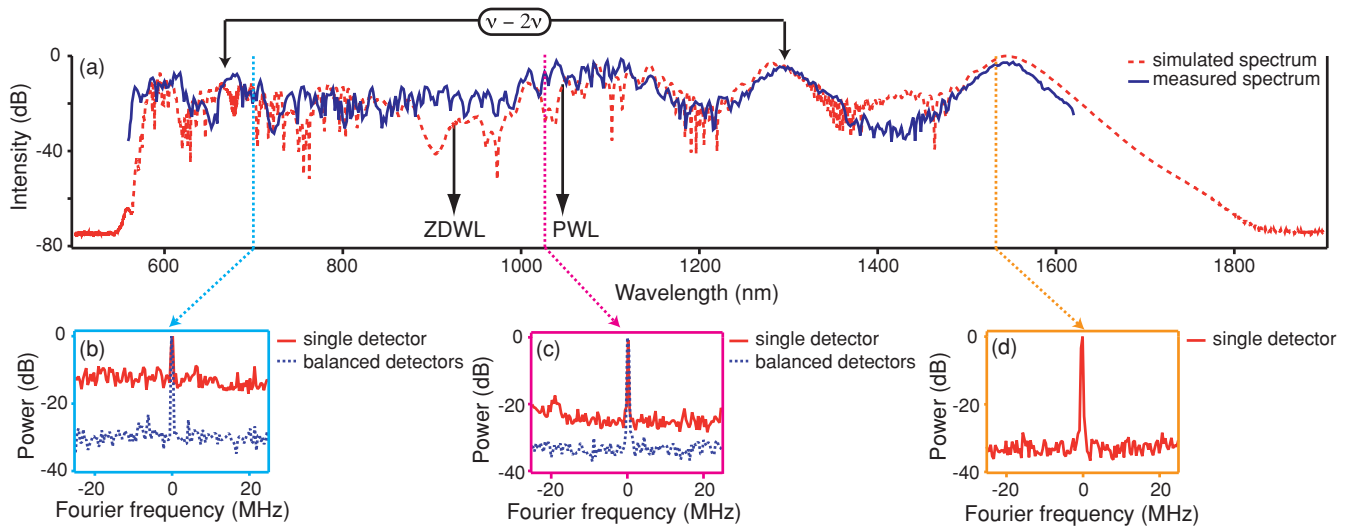 ν − 2ν
(a)
simulated spectrum
measured spectrum
Intensity (dB)
0
-40
-80
ZDWL
PWL
600
800
1000
1200
1400
1600
1800
Wavelength (nm)
(b)
single detector
balanced detectors
Power (dB)
0
-20
-40
-20
0
20
Fourier frequency (MHz)
(c)
single detector
balanced detectors
Power (dB)
0
-20
-40
-20
0
20
Fourier frequency (MHz)
(d)
single detector
Power (dB)
0
-20
-40
-20
0
20
Fourier frequency (MHz)